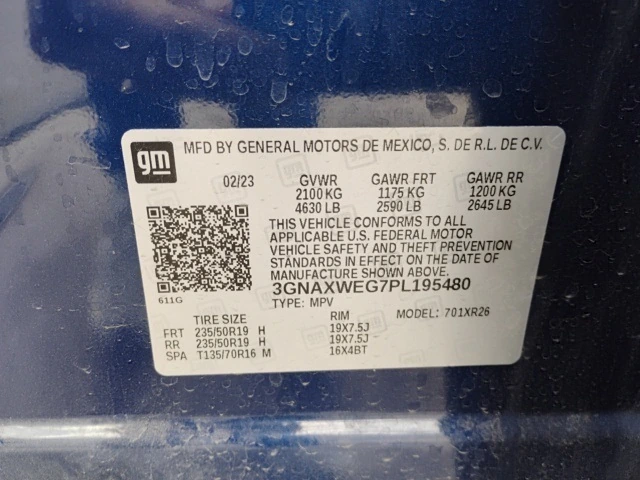 gm MFD BY GENERAL MOTORS DE MEXICO, S. DE R.L. DE C.V.
02/23 GVWR GAWR FRT GAWR RR
2100 KG 1175 KG 1200 KG
4630 LB 2590 LB 2645 LB
THIS VEHICLE CONFORMS TO ALL
APPLICABLE U.S. FEDERAL MOTOR
VEHICLE SAFETY AND THEFT PREVENTION
STANDARDS IN EFFECT ON THE DATE OF
MANUFACTURE SHOWN ABOVE.
611G 3GNAXWEG7PL195480
TYPE: MPV MODEL: 701XR26
TIRE SIZE RIM
FRT 235/50R19 H 19X7.5J
RR 235/50R19 H 19X7.5J
SPA T135/70R16 M 16X4BT